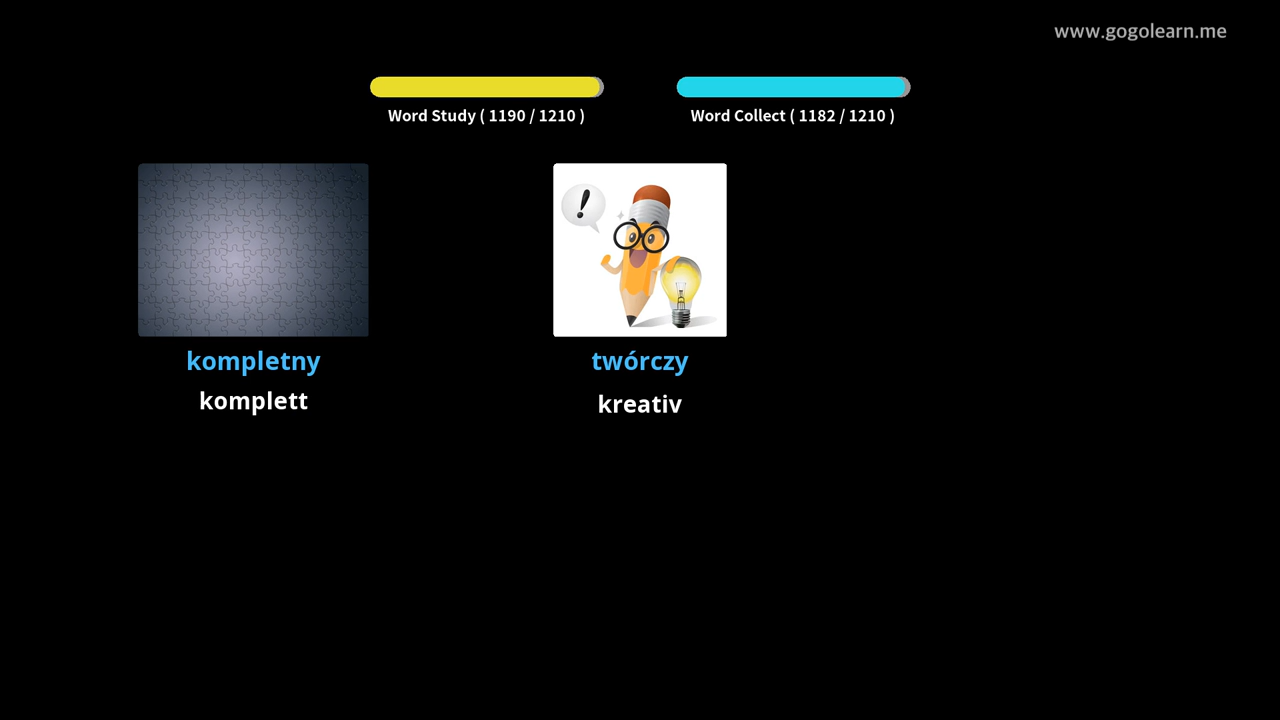 www.gogolearn.me
Word Study ( 1190 / 1210 )
Word Collect ( 1182 / 1210 )
!
kompletny
komplett
twórczy
kreativ